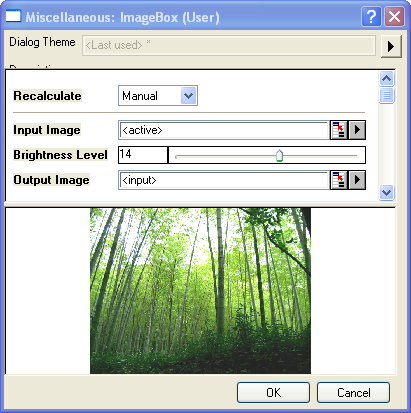 Miscellaneous: ImageBox (User)
Dialog Theme <Last used> *
Recalculate Manual
Input Image <active>
Brightness Level 14
Output Image <input>
OK Cancel